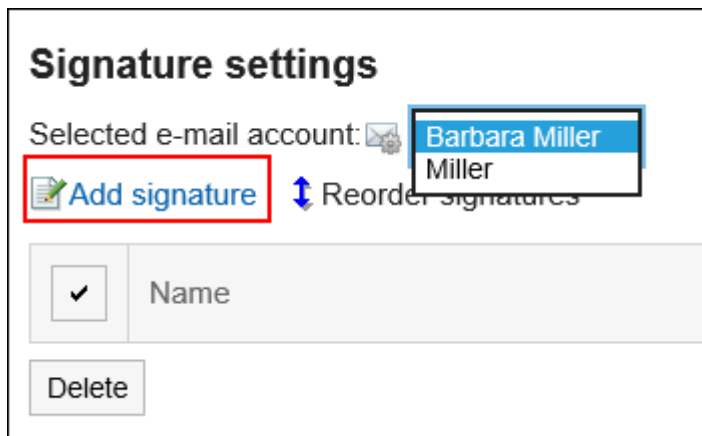 Signature settings
Selected e-mail account: Barbara Miller
Miller
Add signature Reorder signatures
Name
Delete